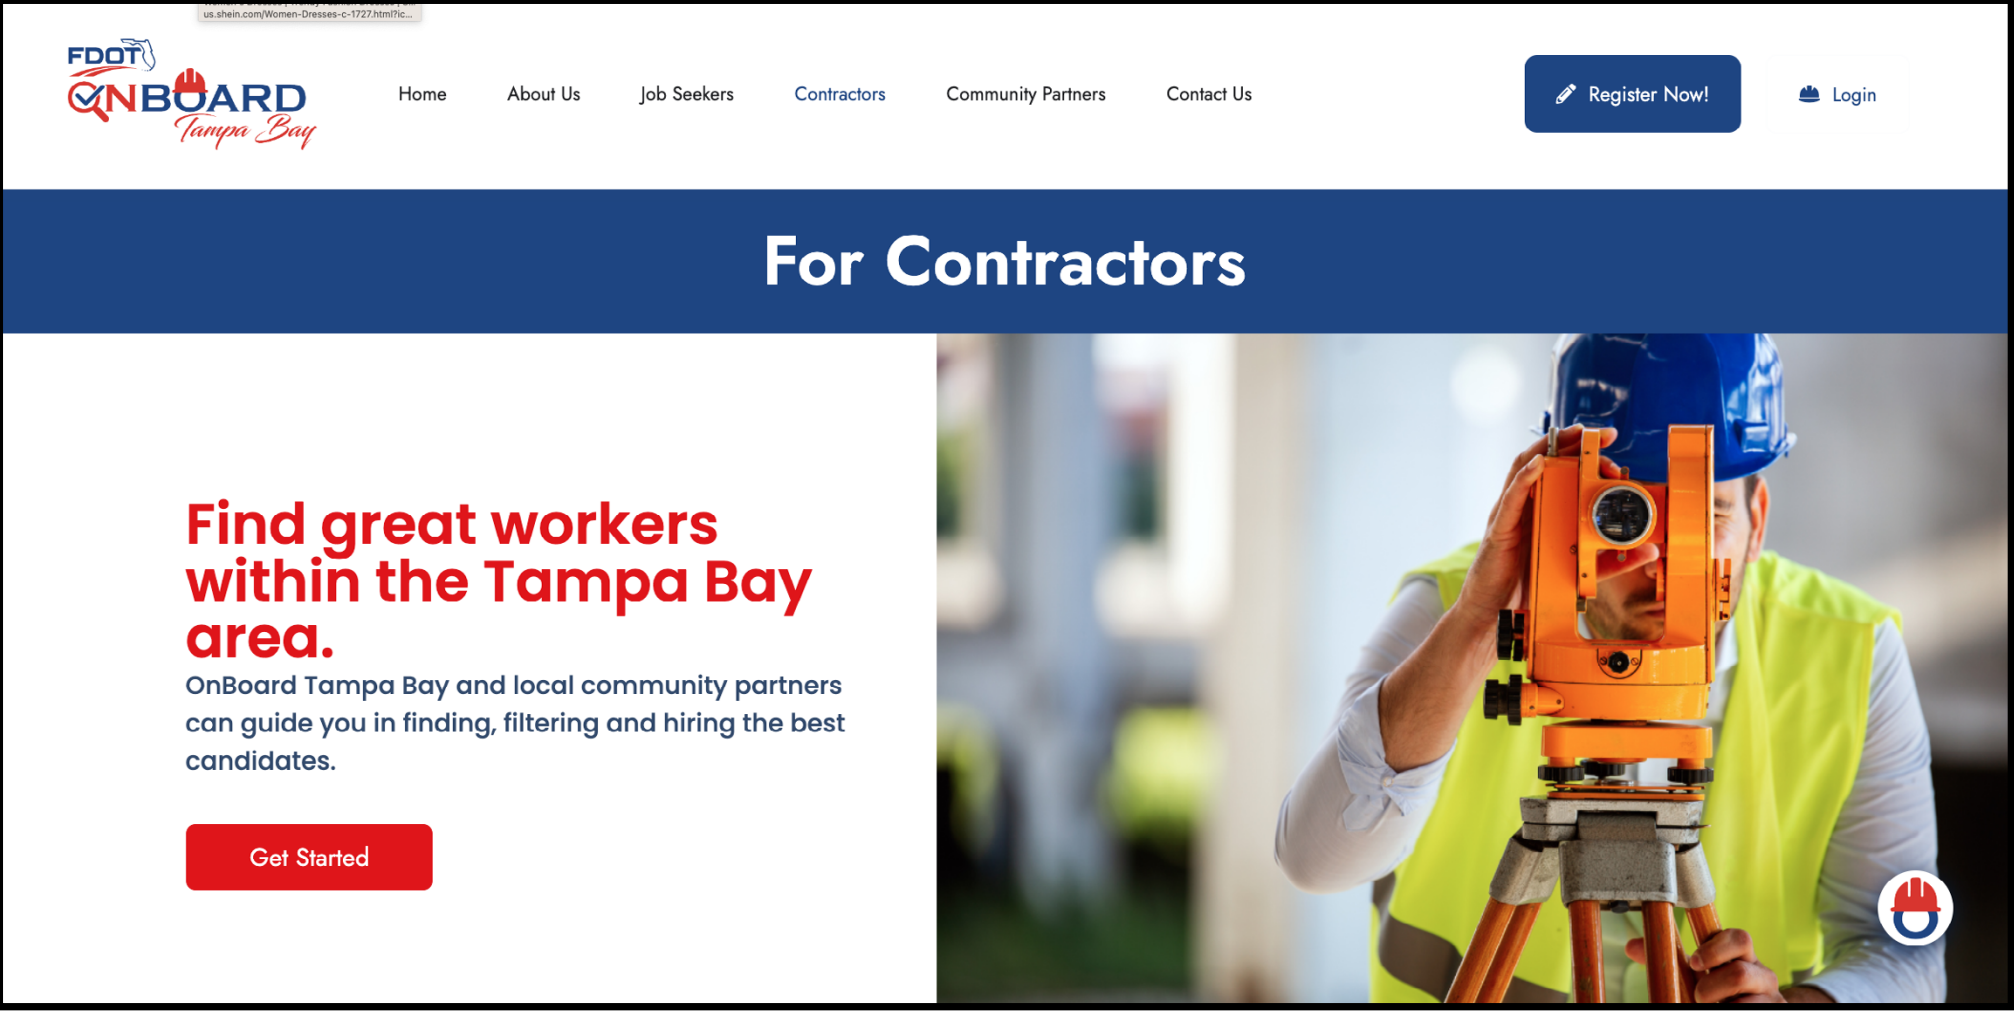 us.shein.com/Women-Dresses-c-1727.html?ic...
FDOT
ONBOARD
Tampa Bay
Home
About Us
Job Seekers
Contractors
Community Partners
Contact Us
Register Now!
Login
For Contractors
Find great workers
within the Tampa Bay
area.
OnBoard Tampa Bay and local community partners
can guide you in finding, filtering and hiring the best
candidates.
Get Started